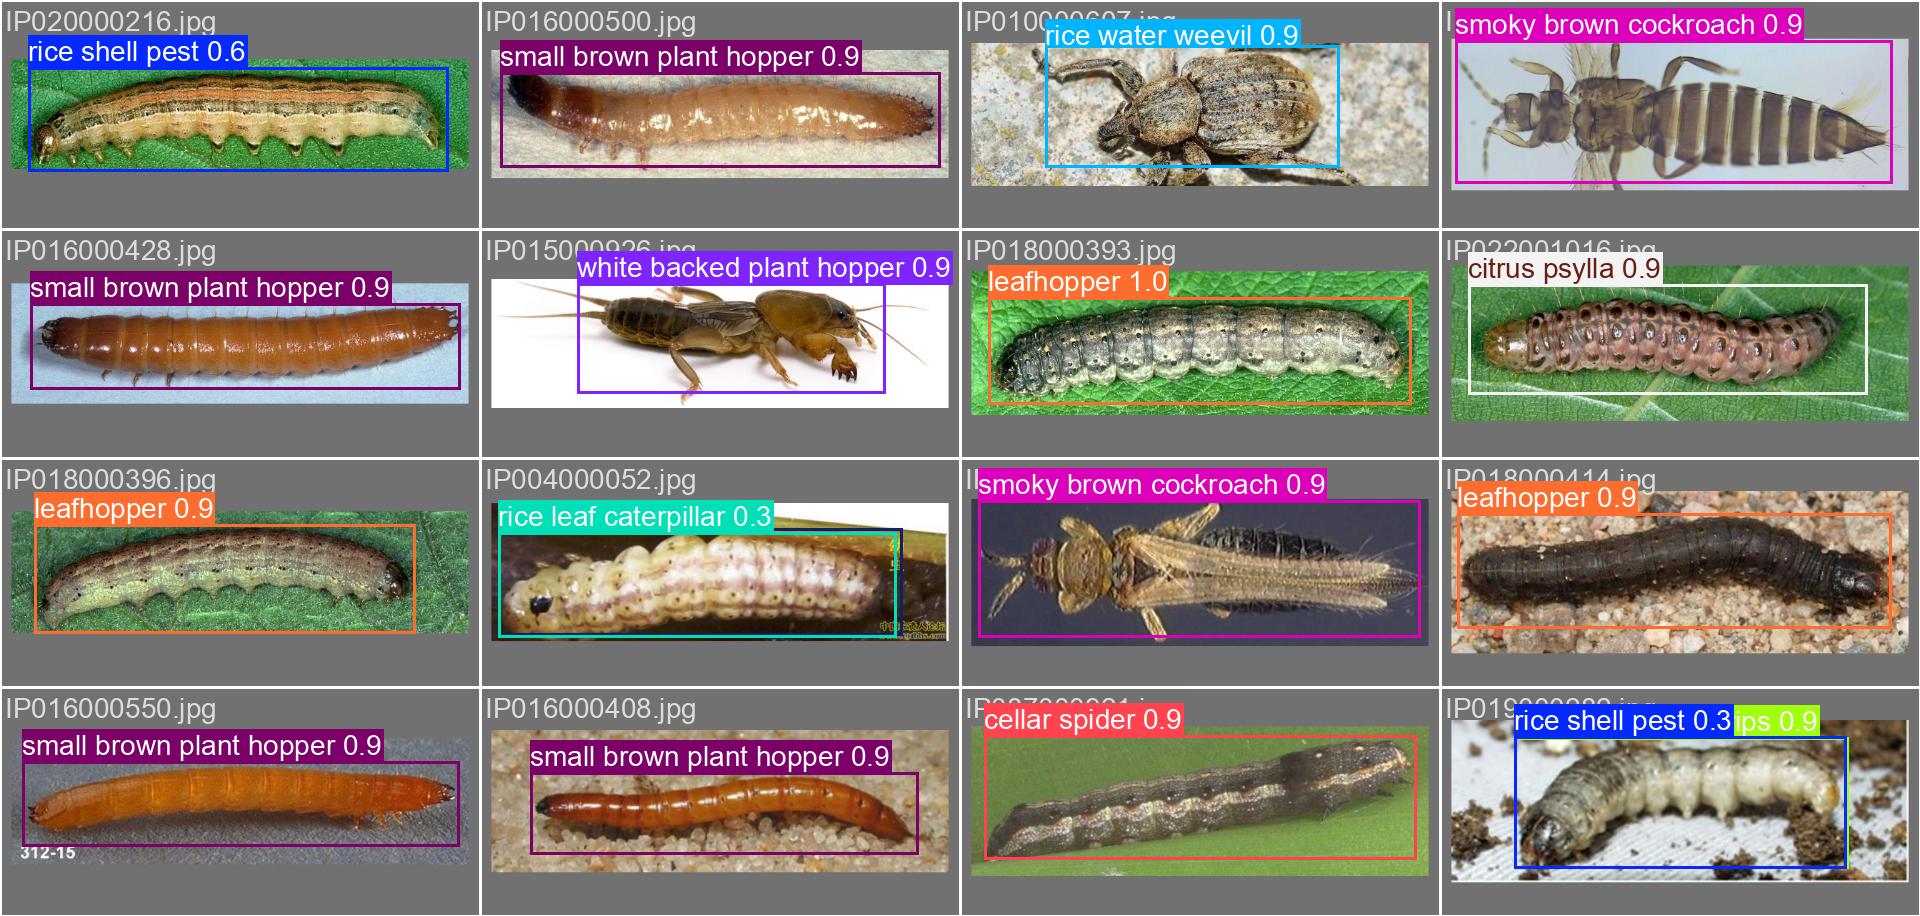 IP020000216.jpg
rice shell pest 0.6
IP016000500.jpg
small brown plant hopper 0.9
rice water weevil 0.9
smoky brown cockroach 0.9
IP016000428.jpg
small brown plant hopper 0.9
white backed plant hopper 0.9
IP018000393.jpg
leafhopper 1.0
IP022001016.jpg
citrus psylla 0.9
IP018000396.jpg
leafhopper 0.9
IP004000052.jpg
rice leaf caterpillar 0.3
smoky brown cockroach 0.9
IP018000414.jpg
leafhopper 0.9
IP016000550.jpg
small brown plant hopper 0.9
312-15
IP016000408.jpg
small brown plant hopper 0.9
cellar spider 0.9
rice shell pest 0.3
ips 0.9